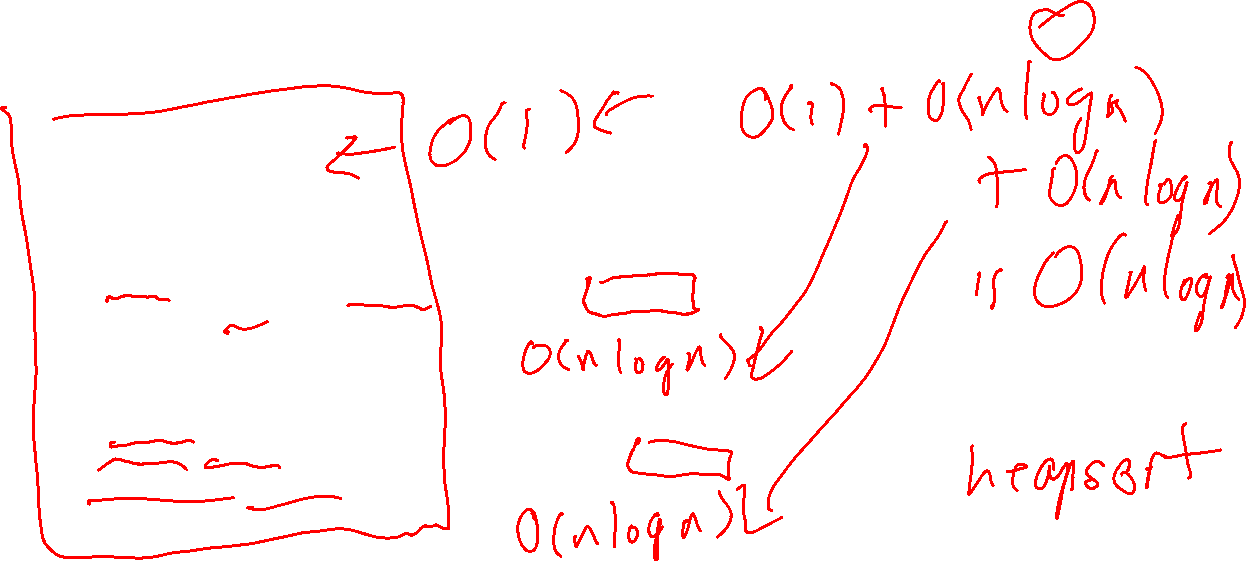 O(1) ← O(1) + O(n log n)
+ O(n log n)
is O(n log n)
O(n log n)
heapsort
O(n log n)